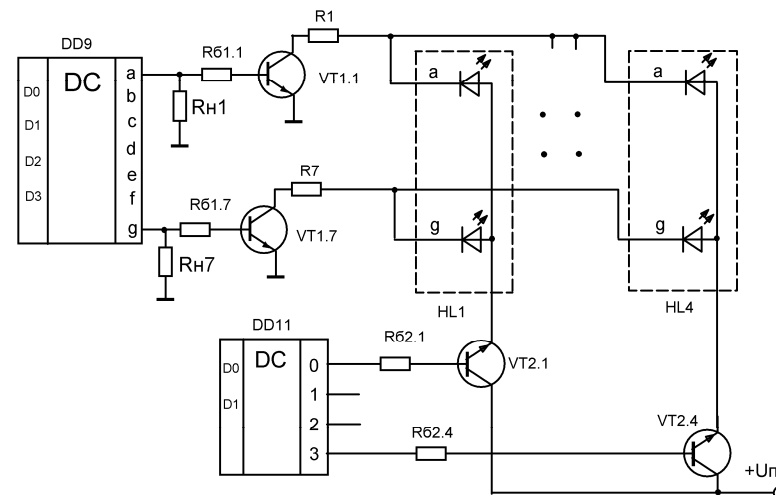 R1
DD9
Rб1.1
VT1.1
DC
a
b
c
d
e
f
g
D0
D1
D2
D3
Rн1
a
a
R7
Rб1.7
VT1.7
Rн7
g
g
HL1
HL4
DD11
DC
D0
D1
0
1
2
3
Rб2.1
VT2.1
Rб2.4
VT2.4
+Uп